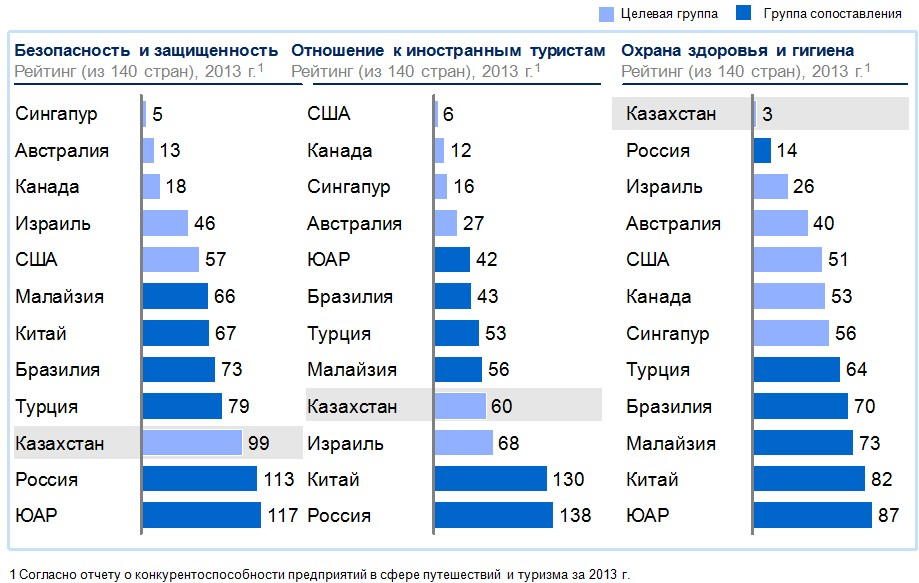 Целевая группа Группа сопоставления
Безопасность и защищенность
Рейтинг (из 140 стран), 2013 г.1
Сингапур 5
Австралия 13
Канада 18
Израиль 46
США 57
Малайзия 66
Китай 67
Бразилия 73
Турция 79
Казахстан 99
Россия 113
ЮАР 117
Отношение к иностранным туристам
Рейтинг (из 140 стран), 2013 г.1
США 6
Канада 12
Сингапур 16
Австралия 27
ЮАР 42
Бразилия 43
Турция 53
Малайзия 56
Казахстан 60
Израиль 68
Китай 130
Россия 138
Охрана здоровья и гигиена
Рейтинг (из 140 стран), 2013 г.1
Казахстан 3
Россия 14
Израиль 26
Австралия 40
США 51
Канада 53
Сингапур 56
Турция 64
Бразилия 70
Малайзия 73
Китай 82
ЮАР 87
1 Согласно отчету о конкурентоспособности предприятий в сфере путешествий и туризма за 2013 г.